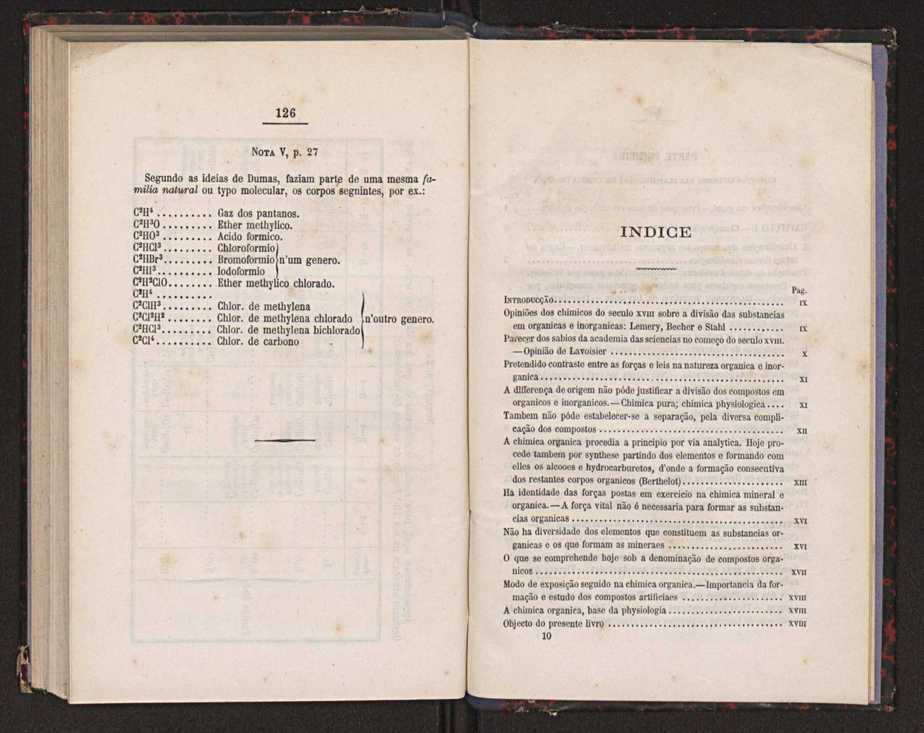 126
NOTA V, p. 27
Segundo as ideias de Dumas, faziam parte de uma mesma fa-
milia natural ou typo molecular, os corpos segnintes, por ex.:
C²H⁴ .......... Gaz dos pantanos.
C²H³O ......... Ether methylico.
C²HO³ ......... Acido formico.
C²HCl³ ......... Chloroformio
C²HBr³ ......... Bromoformio n'um genero.
C²HI³ .......... Iodoformio
C²H²ClO ........ Ether methylico chlorado.
C²H⁴ ..........
C²ClH³ ......... Chlor. de methylena
C²Cl²H² ........ Chlor. de methylena chlorado n'outro genero.
C²HCl³ ......... Chlor. de methylena bichlorado
C²Cl⁴ .......... Chlor. de carbono
INDICE
Pag.
INTRODUCÇÃO .......... IX
Opiniões dos chimicos do seculo XVIII sobre a divisão das substancias
em organicas e inorganicas: Lemery, Becher e Stahl .......... IX
Parecer dos sabios da academia das sciencias no começo do seculo XVIII.
—Opinião de Lavoisier .......... X
Pretendido contraste entre as forças e leis na natureza organica e inor-
ganica .......... XI
A differença de origem não póde justificar a divisão dos compostos em
organicos e inorganicos.—Chimica pura; chimica physiologica .... XI
Tambem não póde estabelecer-se a separação, pela diversa compli-
cação dos compostos .......... XII
A chimica organica procedia a principio por via analytica. Hoje pro-
cede tambem por synthese partindo dos elementos e formando com
elles os alcooes e hydrocarburetos, d'onde a formação consecutiva
dos restantes corpos organicos (Berthelot) .......... XIII
Ha identidade das forças postas em exercicio na chimica mineral e
organica.—A força vital não é necessaria para formar as substan-
cias organicas .......... XVI
Não ha diversidade dos elementos que constituem as substancias or-
ganicas e os que formam as mineraes .......... XVI
O que se comprehende hoje sob a denominação de compostos orga-
nicos .......... XVII
Modo de exposição seguido na chimica organica.—Importancia da for-
mação e estudo dos compostos artificiaes .......... XVIII
A chimica organica, base da physiologia .......... XVIII
Objecto do presente livro .......... XVIII
10